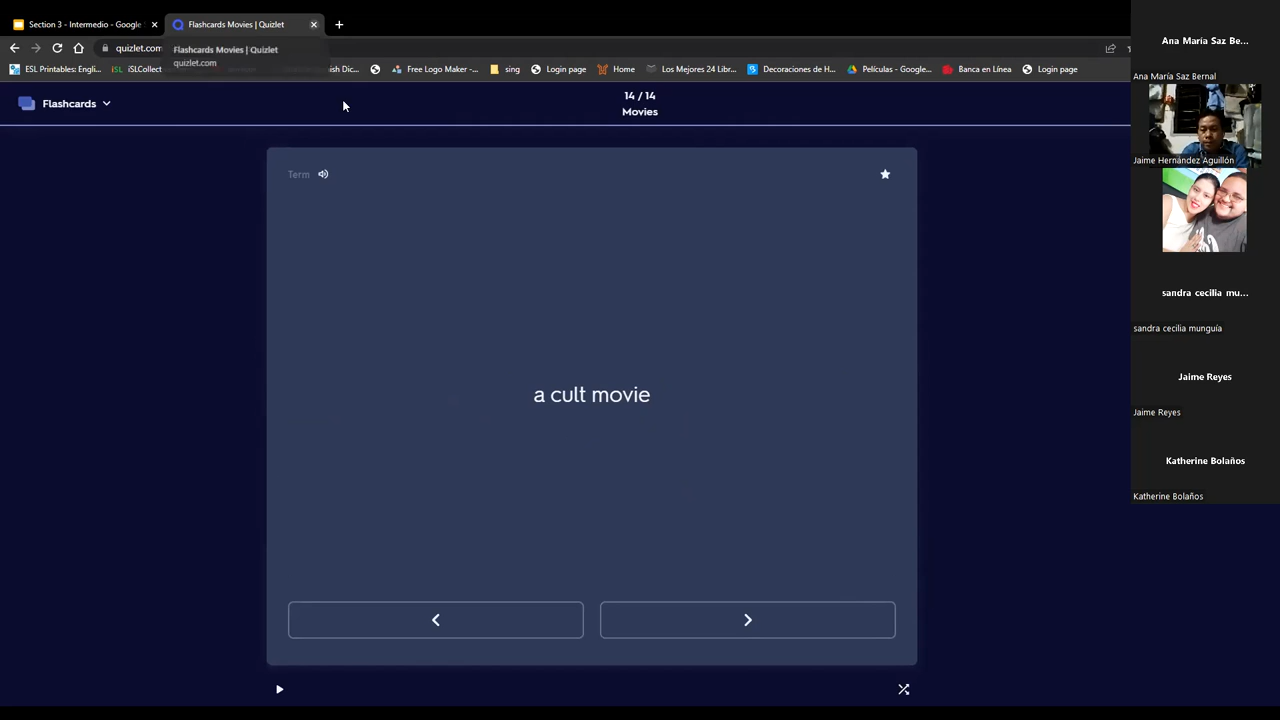 Section 3 - Intermedio - Google
Flashcards Movies | Quizlet
quizlet.com
Flashcards Movies | Quizlet
quizlet.com
ESL Printables: Engli...
iSLCollect
Dic...
Free Logo Maker -...
sing
Login page
Home
Los Mejores 24 Libr...
Decoraciones de H...
Películas - Google...
Banca en Línea
Login page
Flashcards
14 / 14
Movies
Term
a cult movie
Ana María Saz Be...
Ana María Saz Bernal
Jaime Hernández Aguillón
sandra cecilia mu...
sandra cecilia munguía
Jaime Reyes
Jaime Reyes
Katherine Bolaños
Katherine Bolaños